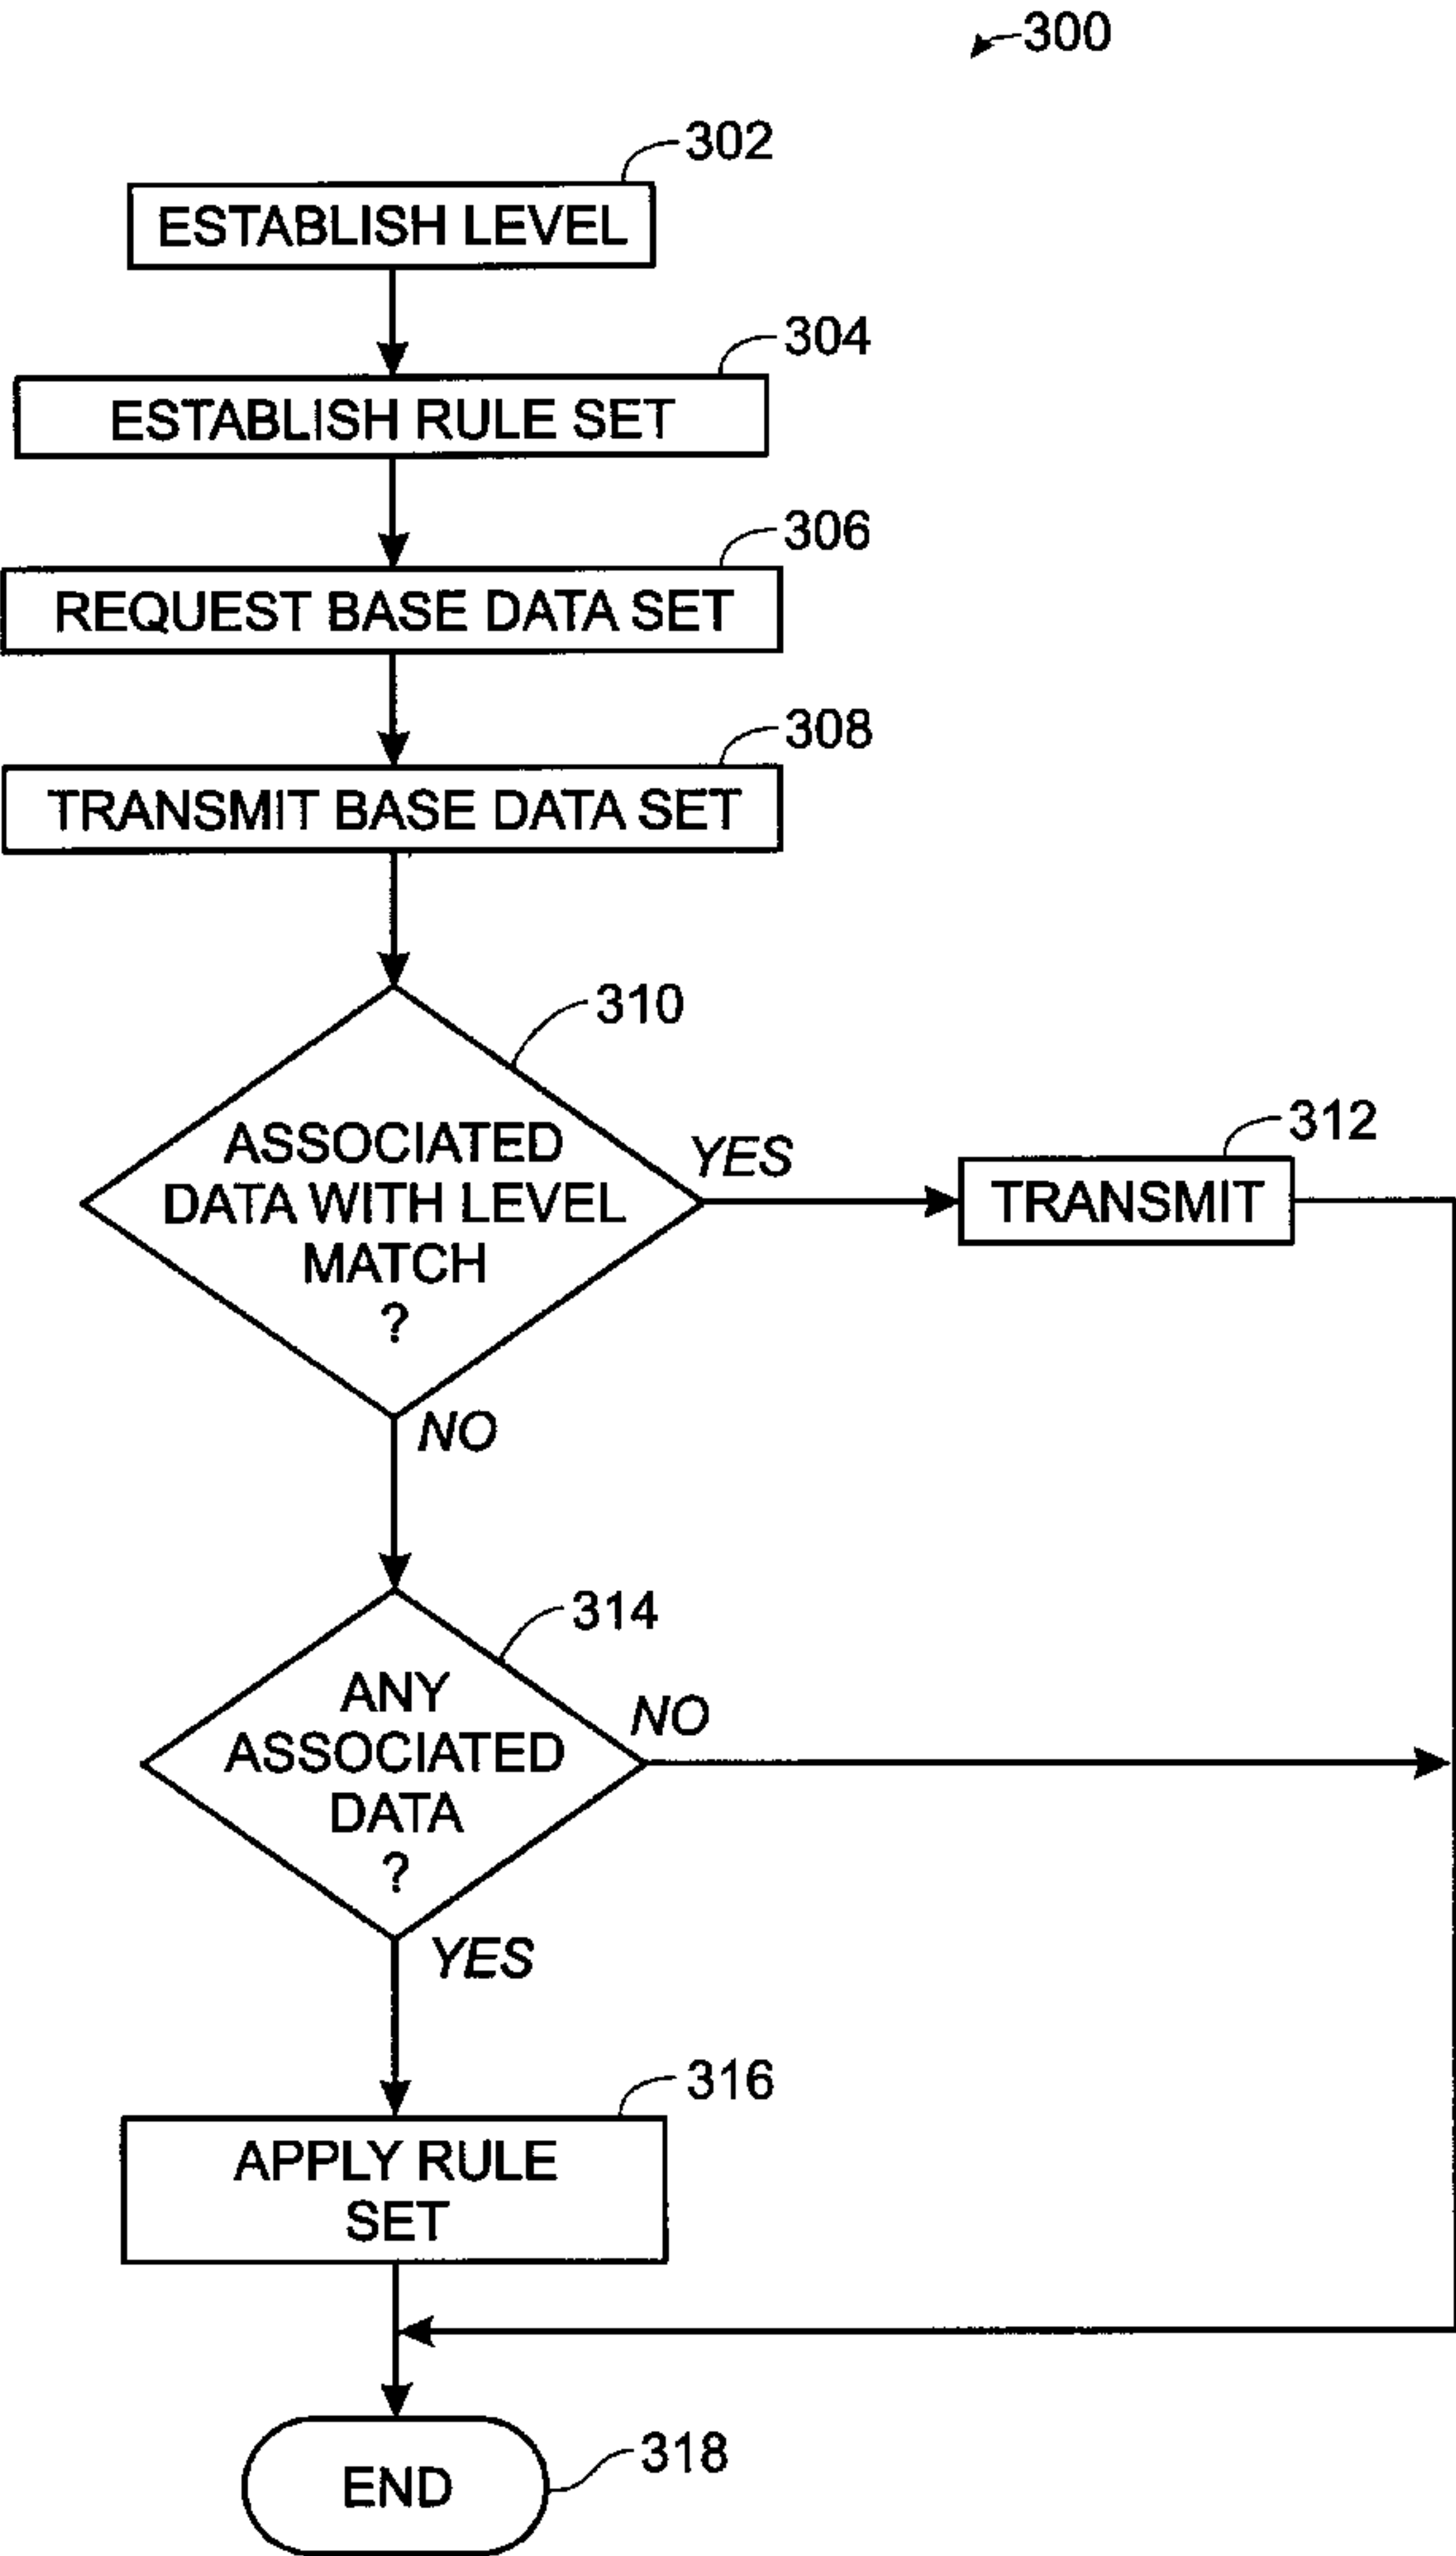 300
302
ESTABLISH LEVEL
304
ESTABLISH RULE SET
306
REQUEST BASE DATA SET
308
TRANSMIT BASE DATA SET
310
ASSOCIATED
DATA WITH LEVEL
MATCH
?
YES
312
TRANSMIT
NO
314
ANY
ASSOCIATED
DATA
?
NO
YES
316
APPLY RULE
SET
318
END